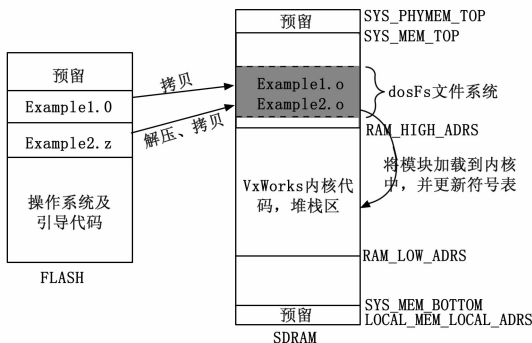 预留
Example1.0
Example2.z
操作系统及
引导代码
FLASH
拷贝
解压、拷贝
预留
SYS_PHYMEM_TOP
SYS_MEM_TOP
Example1.o
Example2.o
dosFs文件系统
RAM_HIGH_ADRS
将模块加载到内核
中，并更新符号表
VxWorks内核代
码，堆栈区
RAM_LOW_ADRS
SYS_MEM_BOTTOM
预留
LOCAL_MEM_LOCAL_ADRS
SDRAM